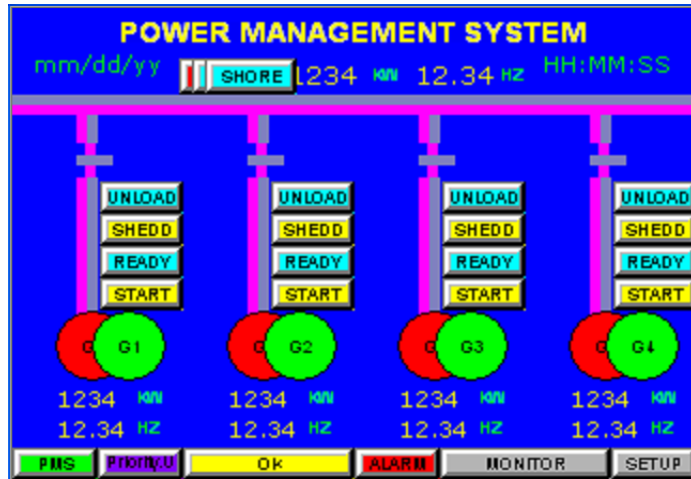 POWER MANAGEMENT SYSTEM
mm/dd/yy SHORE 1234 KW 12.34 HZ HH:MM:SS
UNLOAD UNLOAD UNLOAD UNLOAD
SHEDD SHEDD SHEDD SHEDD
READY READY READY READY
START START START START
G1 G2 G3 G4
1234 KW 1234 KW 1234 KW 1234 KW
12.34 HZ 12.34 HZ 12.34 HZ 12.34 HZ
PMS Priority.U Ok ALARM MONITOR SETUP